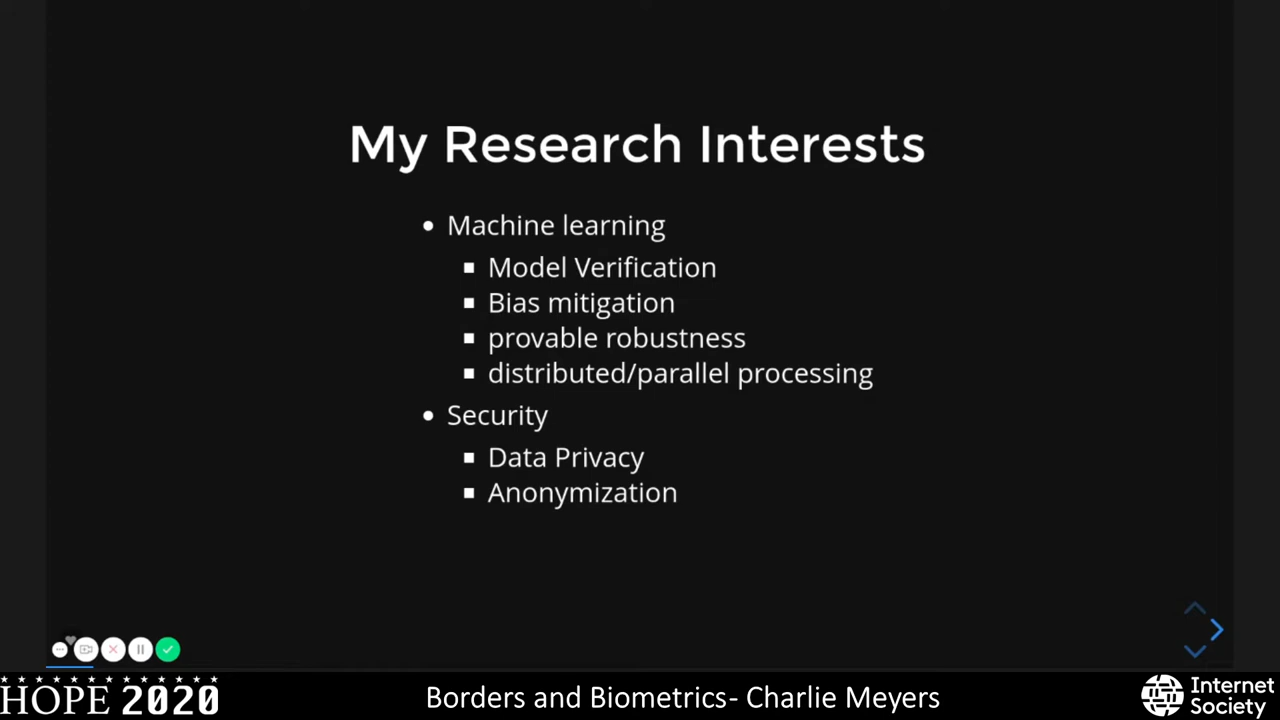 My Research Interests
Machine learning
Model Verification
Bias mitigation
provable robustness
distributed/parallel processing
Security
Data Privacy
Anonymization
HOPE 2020
Borders and Biometrics- Charlie Meyers
Internet
Society